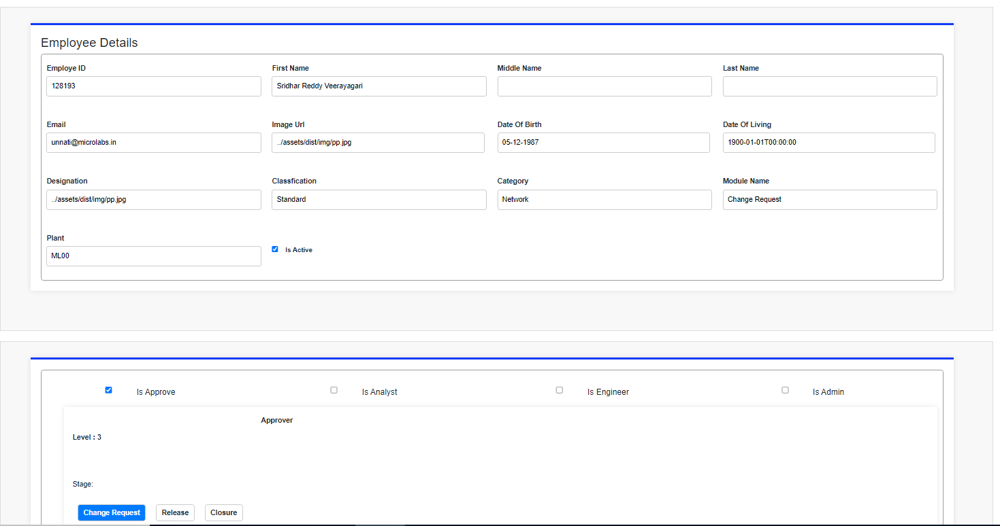 Employee Details
Employe ID First Name Middle Name Last Name
128193 Sridhar Reddy Veerayagari
Email Image Url Date Of Birth Date Of Living
unnati@microlabs.in ../assets/dist/img/pp.jpg 05-12-1987 1900-01-01T00:00:00
Designation Classfication Category Module Name
../assets/dist/img/pp.jpg Standard Network Change Request
Plant
ML00 Is Active
Is Approve Is Analyst Is Engineer Is Admin
Approver
Level : 3
Stage:
Change Request Release Closure